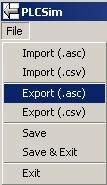 PLCSim
File
Import (.asc)
Import (.csv)
Export (.asc)
Export (.csv)
Save
Save & Exit
Exit